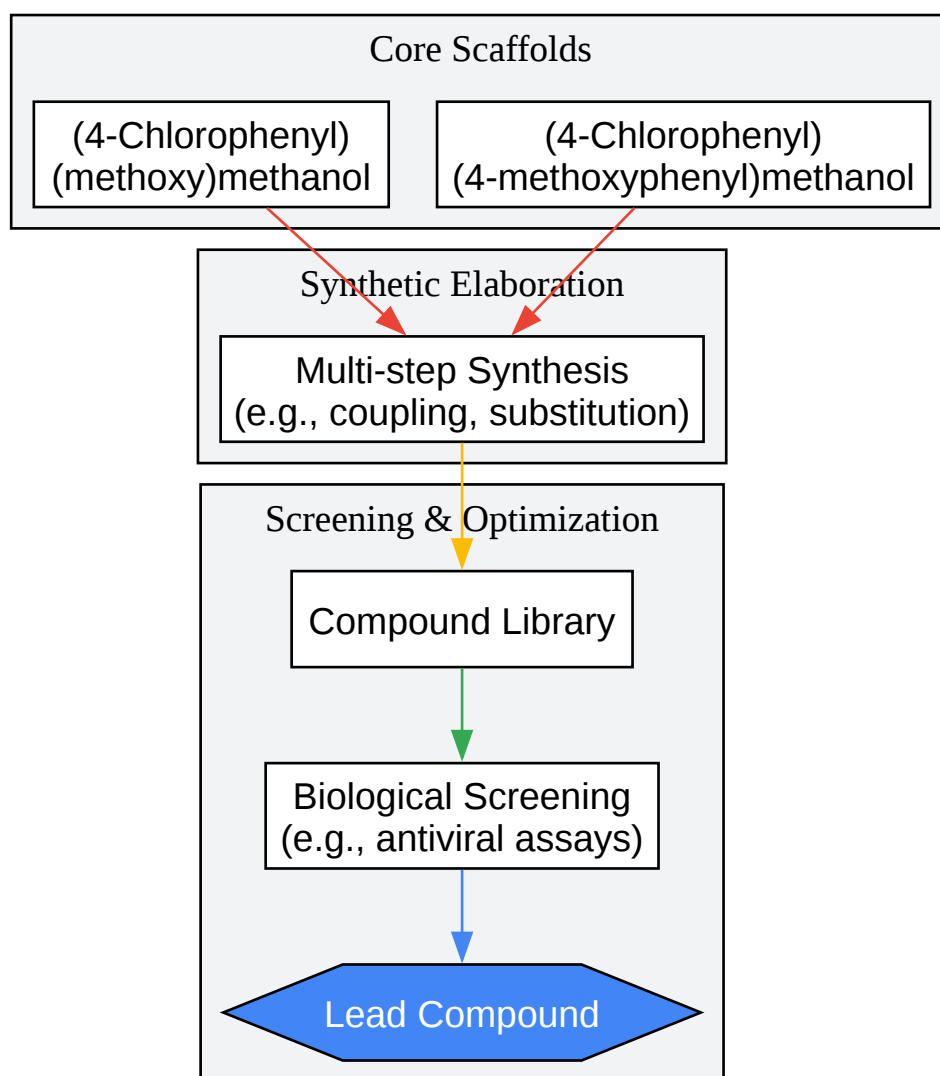 Core Scaffolds
(4-Chlorophenyl)
(methoxy)methanol
(4-Chlorophenyl)
(4-methoxyphenyl)methanol
Synthetic Elaboration
Multi-step Synthesis
(e.g., coupling, substitution)
Screening & Optimization
Compound Library
Biological Screening
(e.g., antiviral assays)
Lead Compound